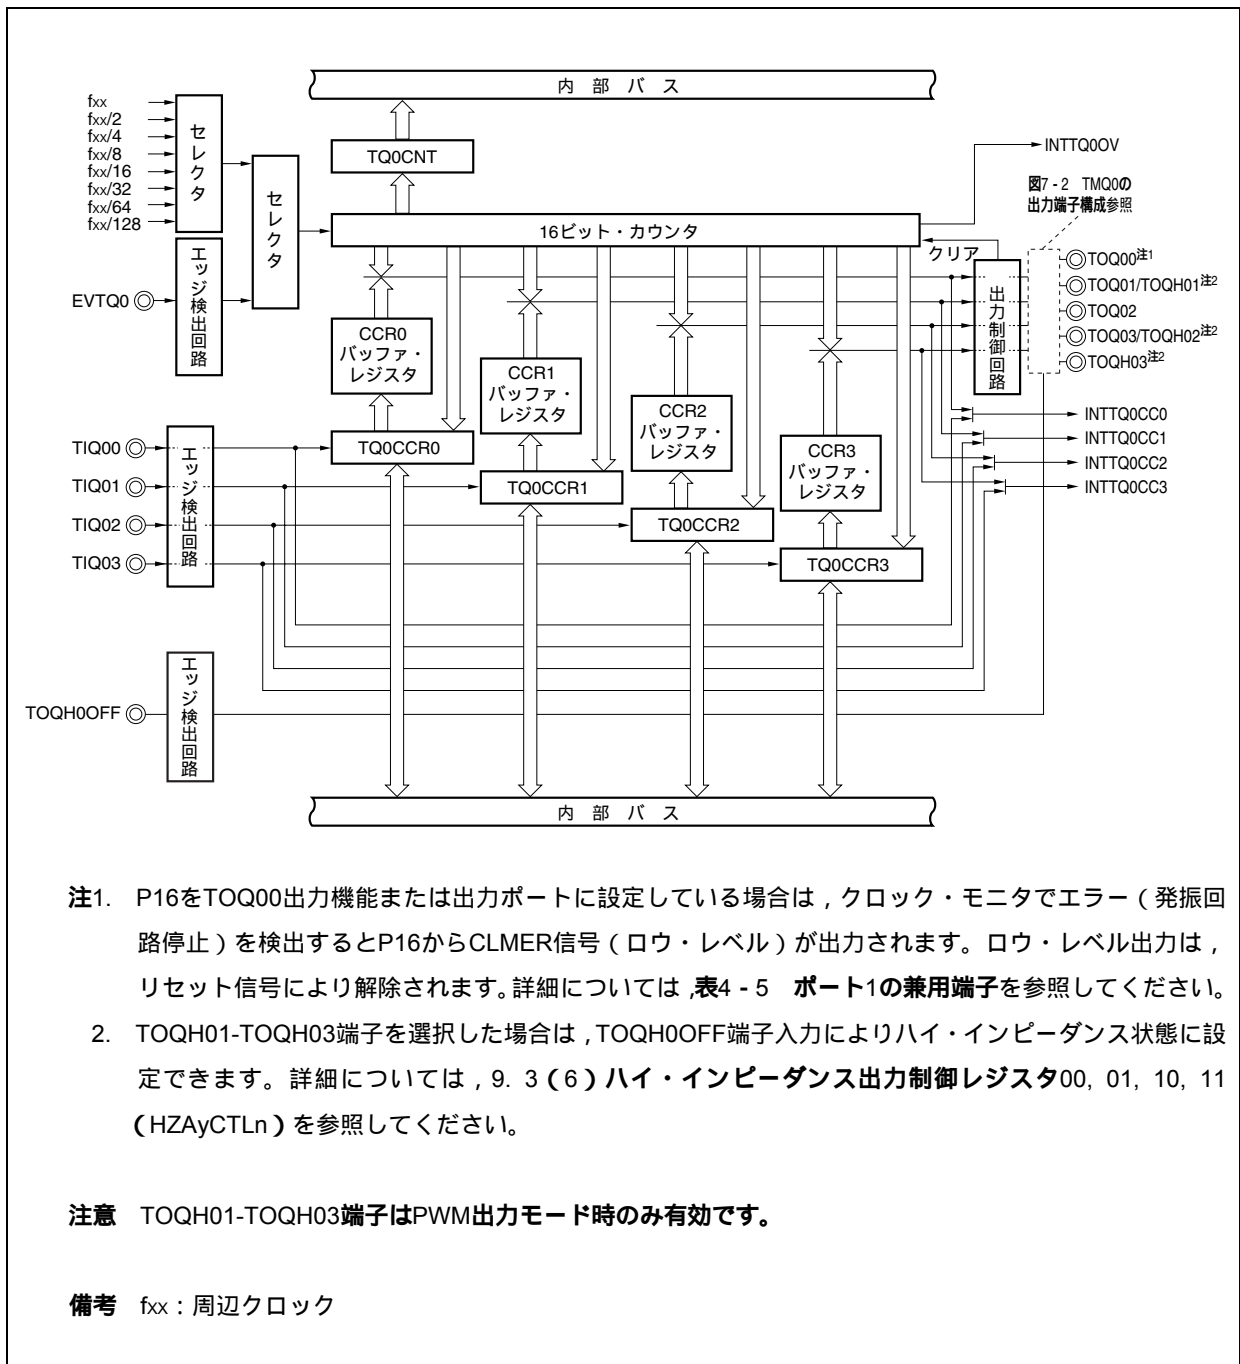 内部バス
fxx
fxx/2
fxx/4
fxx/8
fxx/16
fxx/32
fxx/64
fxx/128
セレクタ
セレクタ
TQ0CNT
INTTQ0OV
図7 - 2 TMQ0の
出力端子構成参照
16ビット・カウンタ
クリア
EVTQ0
エッジ検出回路
出力制御回路
TOQ00注1
TOQ01/TOQH01注2
TOQ02
TOQ03/TOQH02注2
TOQH03注2
CCR0
バッファ・
レジスタ
CCR1
バッファ・
レジスタ
CCR2
バッファ・
レジスタ
CCR3
バッファ・
レジスタ
INTTQ0CC0
INTTQ0CC1
INTTQ0CC2
INTTQ0CC3
TIQ00
TIQ01
TIQ02
TIQ03
エッジ検出回路
TQ0CCR0
TQ0CCR1
TQ0CCR2
TQ0CCR3
TOQH0OFF
エッジ検出回路
内部バス
注1. P16をTOQ00出力機能または出力ポートに設定している場合は,クロック・モニタでエラー(発振回
路停止)を検出するとP16からCLMER信号(ロウ・レベル)が出力されます。ロウ・レベル出力は,
リセット信号により解除されます。詳細については,表4 - 5 ポート1の兼用端子を参照してください。
2. TOQH01-TOQH03端子を選択した場合は,TOQH0OFF端子入力によりハイ・インピーダンス状態に設
定できます。詳細については,9. 3(6)ハイ・インピーダンス出力制御レジスタ00, 01, 10, 11
(HZAyCTLn)を参照してください。
注意 TOQH01-TOQH03端子はPWM出力モード時のみ有効です。
備考 fxx:周辺クロック